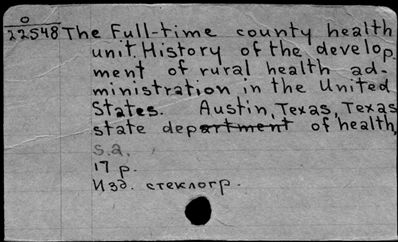 O
22548 The Full-time county health
unit. History of the develop-
ment of rural health ad-
ministration in the United
States. Austin, Texas, Texas
state department of health,
s.a.
17 p.
Изд. стеклогр.